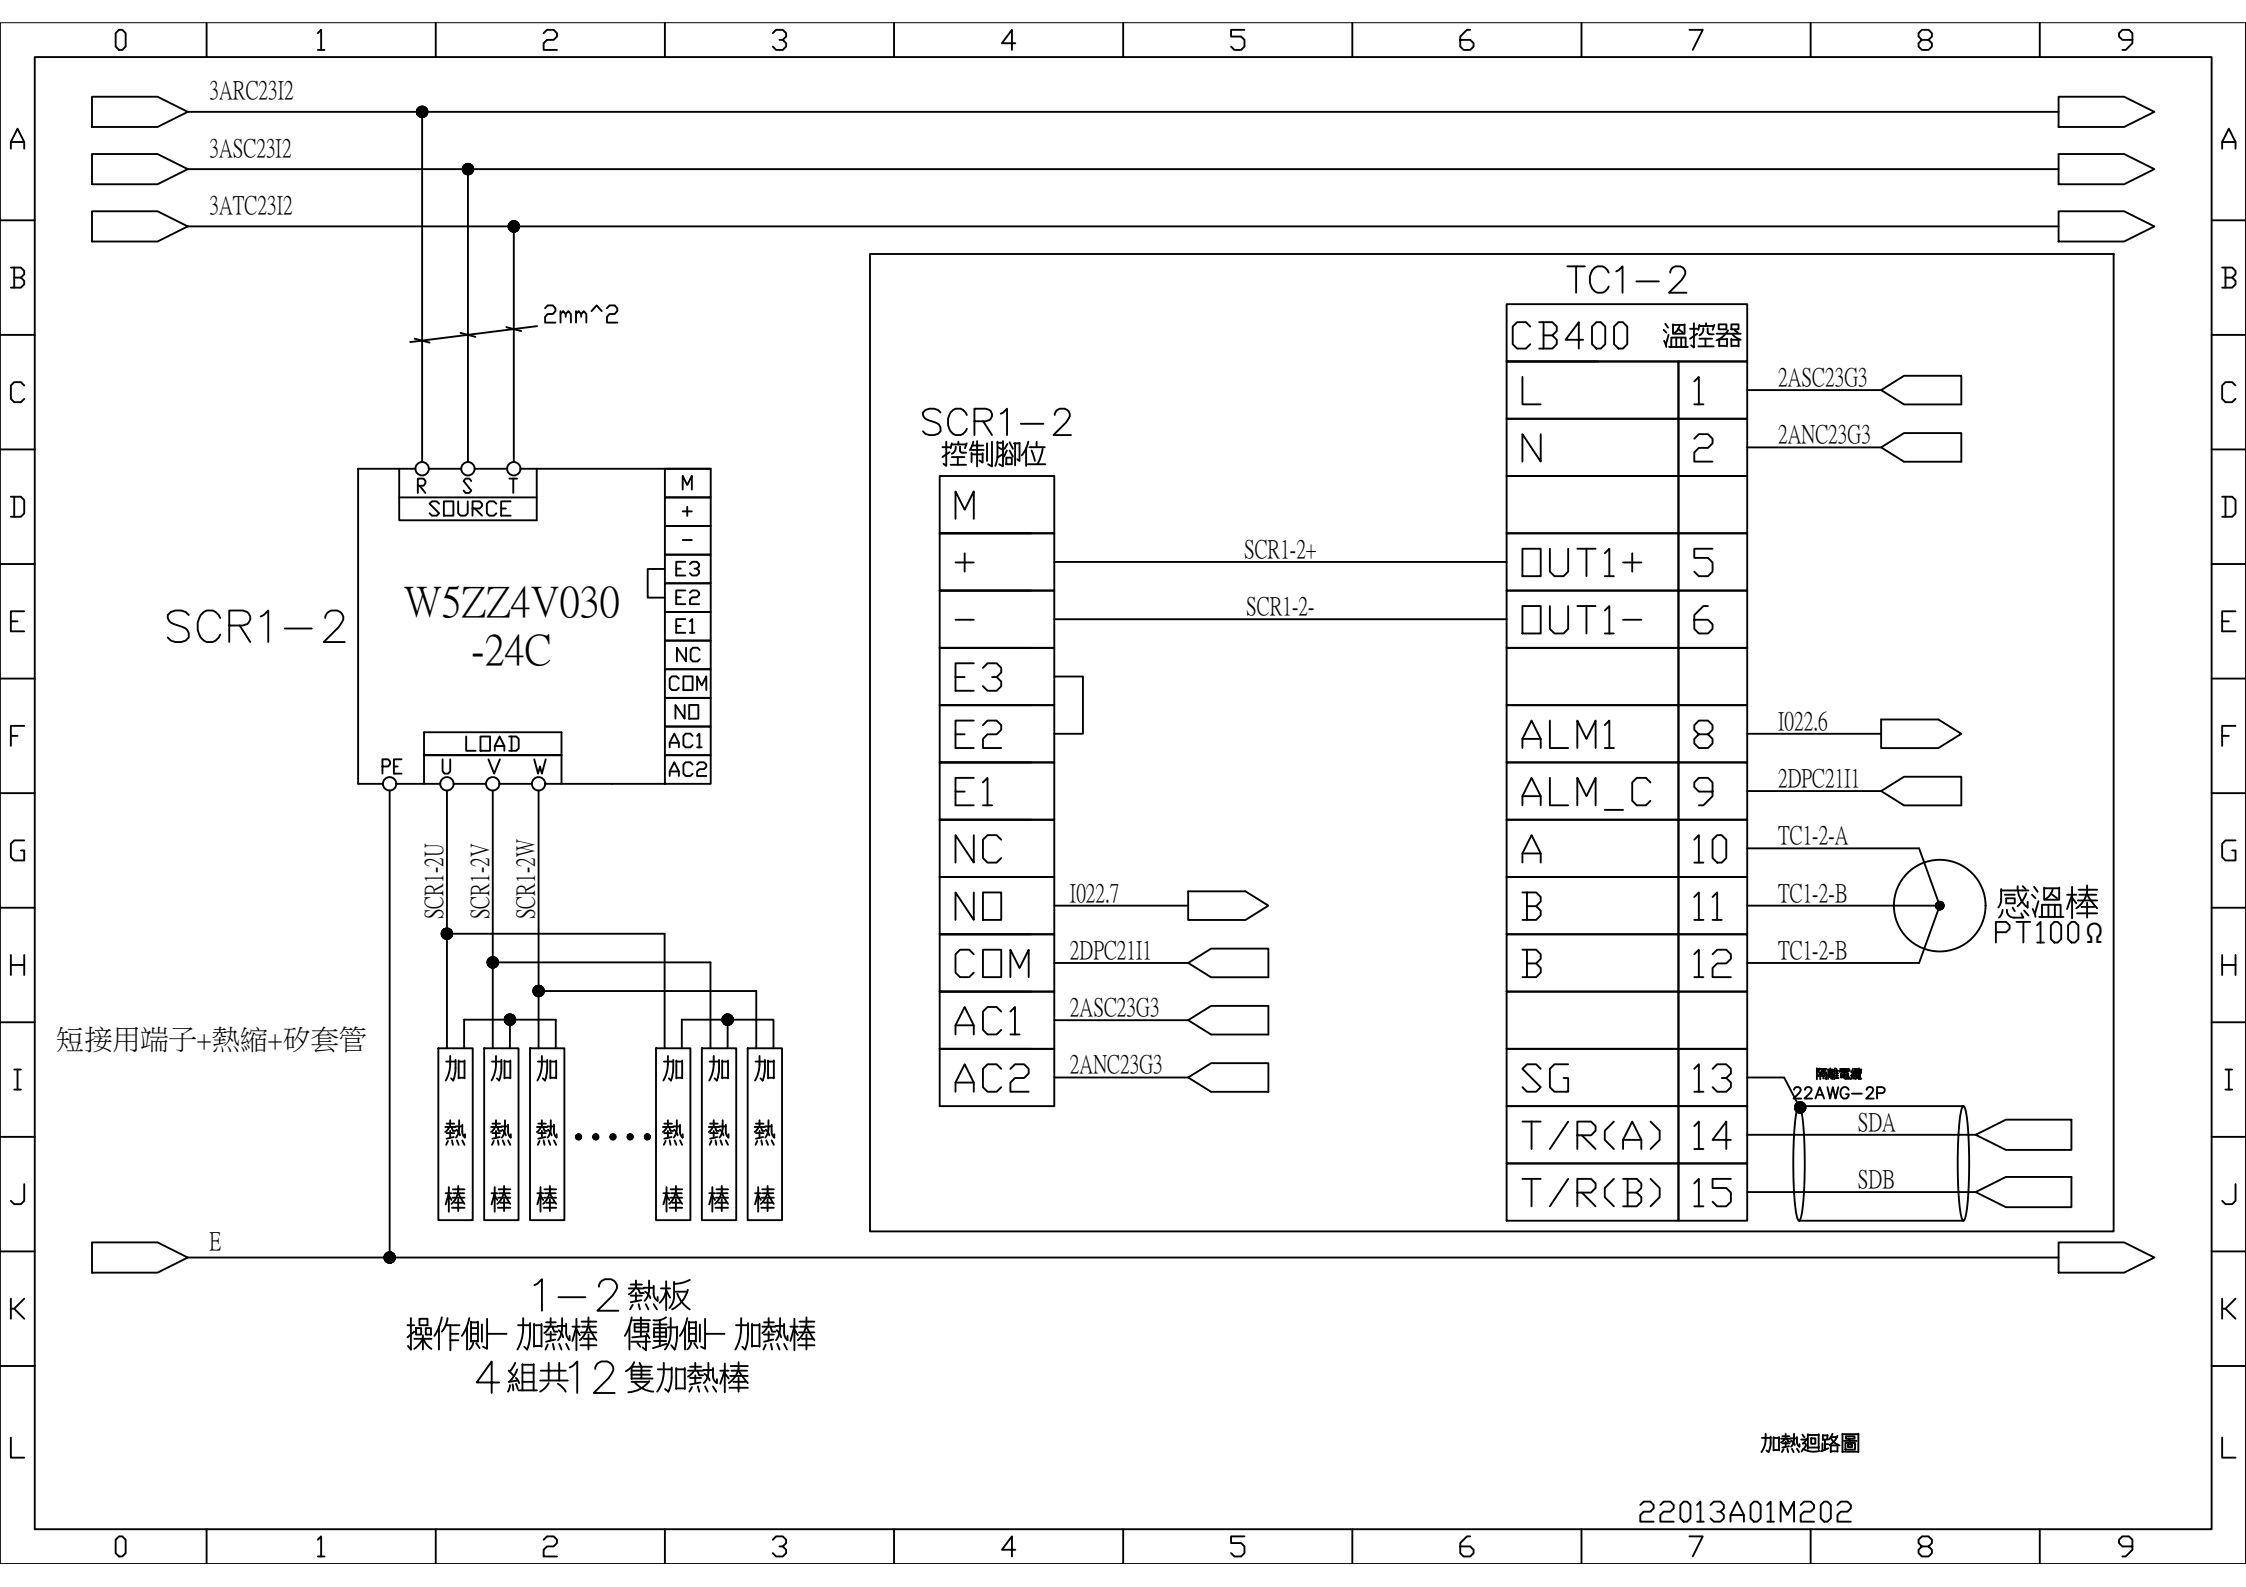 0 1 2 3 4 5 6 7 8 9
A
B
C
D
E
F
G
H
I
J
K
L
A
B
C
D
E
F
G
H
I
J
K
L
3ARC23I2
3ASC23I2
3ATC23I2
2mm^2
R S T
SOURCE
SCR1-2
W5ZZ4V030
-24C
M
+
-
E3
E2
E1
NC
COM
NO
AC1
AC2
LOAD
PE U V W
SCR1-2U
SCR1-2V
SCR1-2W
短接用端子+熱縮+矽套管
加熱棒
加熱棒
加熱棒
加熱棒
加熱棒
加熱棒
E
1-2熱板
操作側-加熱棒 傳動側-加熱棒
4組共12隻加熱棒
SCR1-2
控制腳位
M
+
-
E3
E2
E1
NC
NO I022.7
COM 2DPC21I1
AC1 2ASC23G3
AC2 2ANC23G3
SCR1-2+
SCR1-2-
TC1-2
CB400 溫控器
L 1 2ASC23G3
N 2 2ANC23G3
OUT1+ 5
OUT1- 6
ALM1 8 I022.6
ALM_C 9 2DPC21I1
A 10 TC1-2-A
B 11 TC1-2-B
B 12 TC1-2-B
感溫棒
PT100Ω
SG 13
隔離電纜
22AWG-2P
T/R(A) 14 SDA
T/R(B) 15 SDB
加熱迴路圖
22013A01M202
0 1 2 3 4 5 6 7 8 9